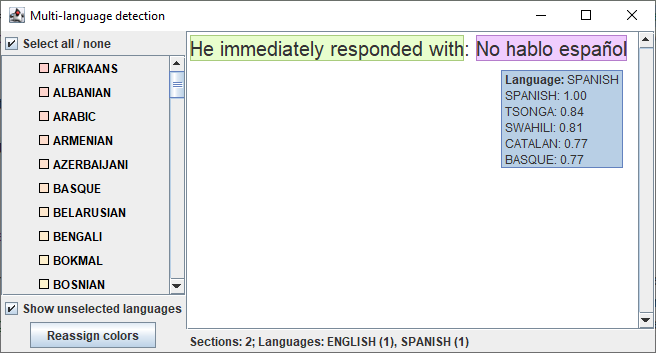 Multi-language detection
Select all / none
AFRIKAANS
ALBANIAN
ARABIC
ARMENIAN
AZERBAIJANI
BASQUE
BELARUSIAN
BENGALI
BOKMAL
BOSNIAN
Show unselected languages
Reassign colors
He immediately responded with: No hablo español
Language: SPANISH
SPANISH: 1.00
TSONGA: 0.84
SWAHILI: 0.81
CATALAN: 0.77
BASQUE: 0.77
Sections: 2; Languages: ENGLISH (1), SPANISH (1)